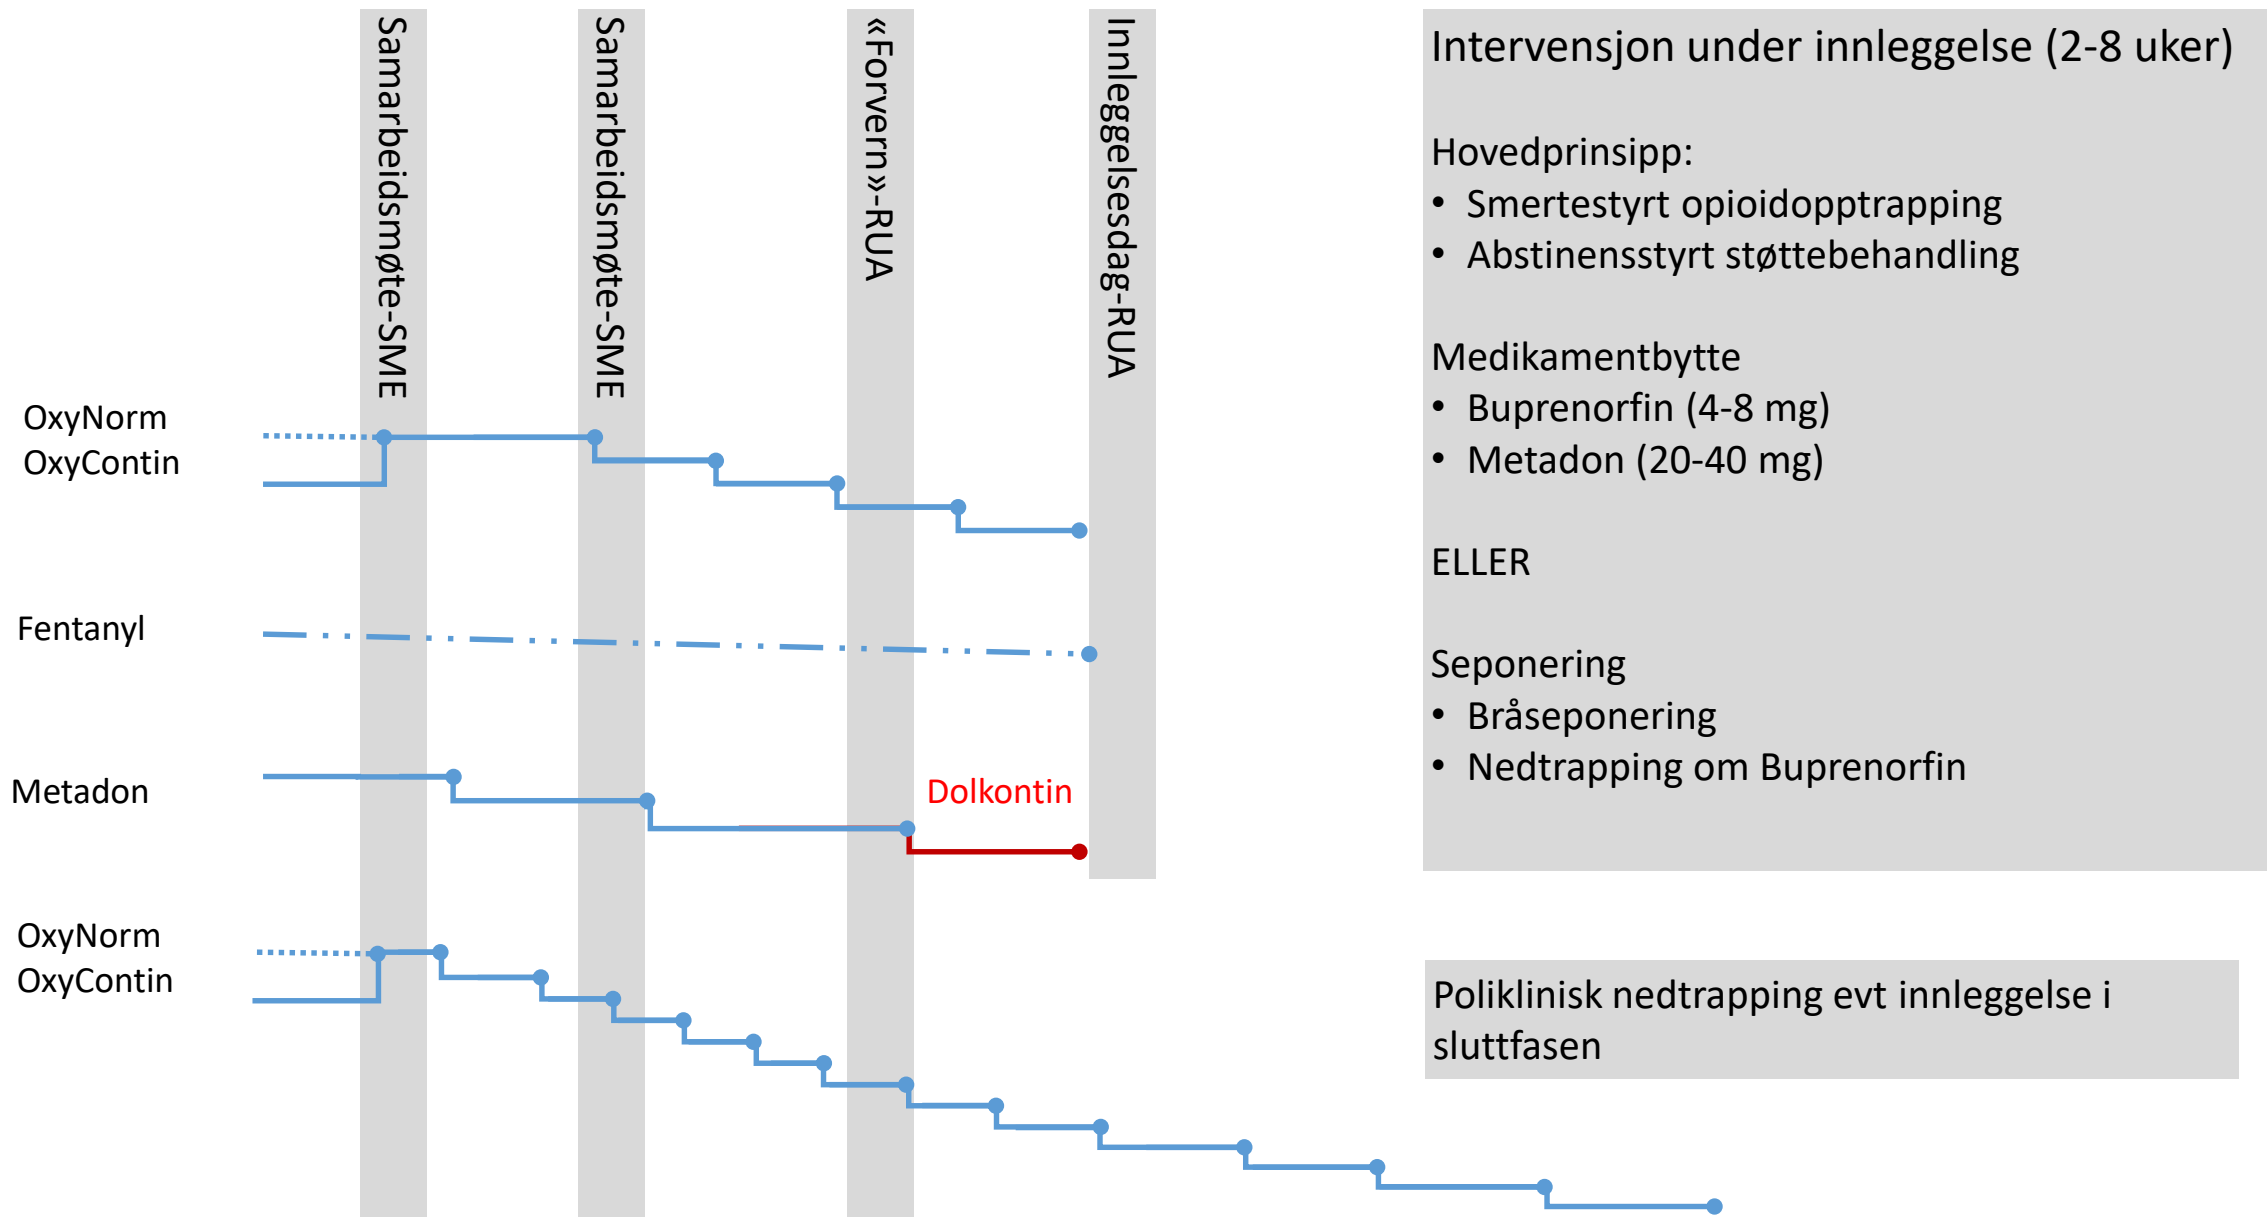 Samarbeidsmøte-SME
Samarbeidsmøte-SME
«Forvern»-RUA
Innleggelsesdag-RUA
OxyNorm
OxyContin
Fentanyl
Metadon
Dolkontin
OxyNorm
OxyContin
Intervensjon under innleggelse (2-8 uker)
Hovedprinsipp:
• Smertestyrt opioidopptrapping
• Abstinensstyrt støttebehandling
Medikamentbytte
• Buprenorfin (4-8 mg)
• Metadon (20-40 mg)
ELLER
Seponering
• Bråseponering
• Nedtrapping om Buprenorfin
Poliklinisk nedtrapping evt innleggelse i
sluttfasen